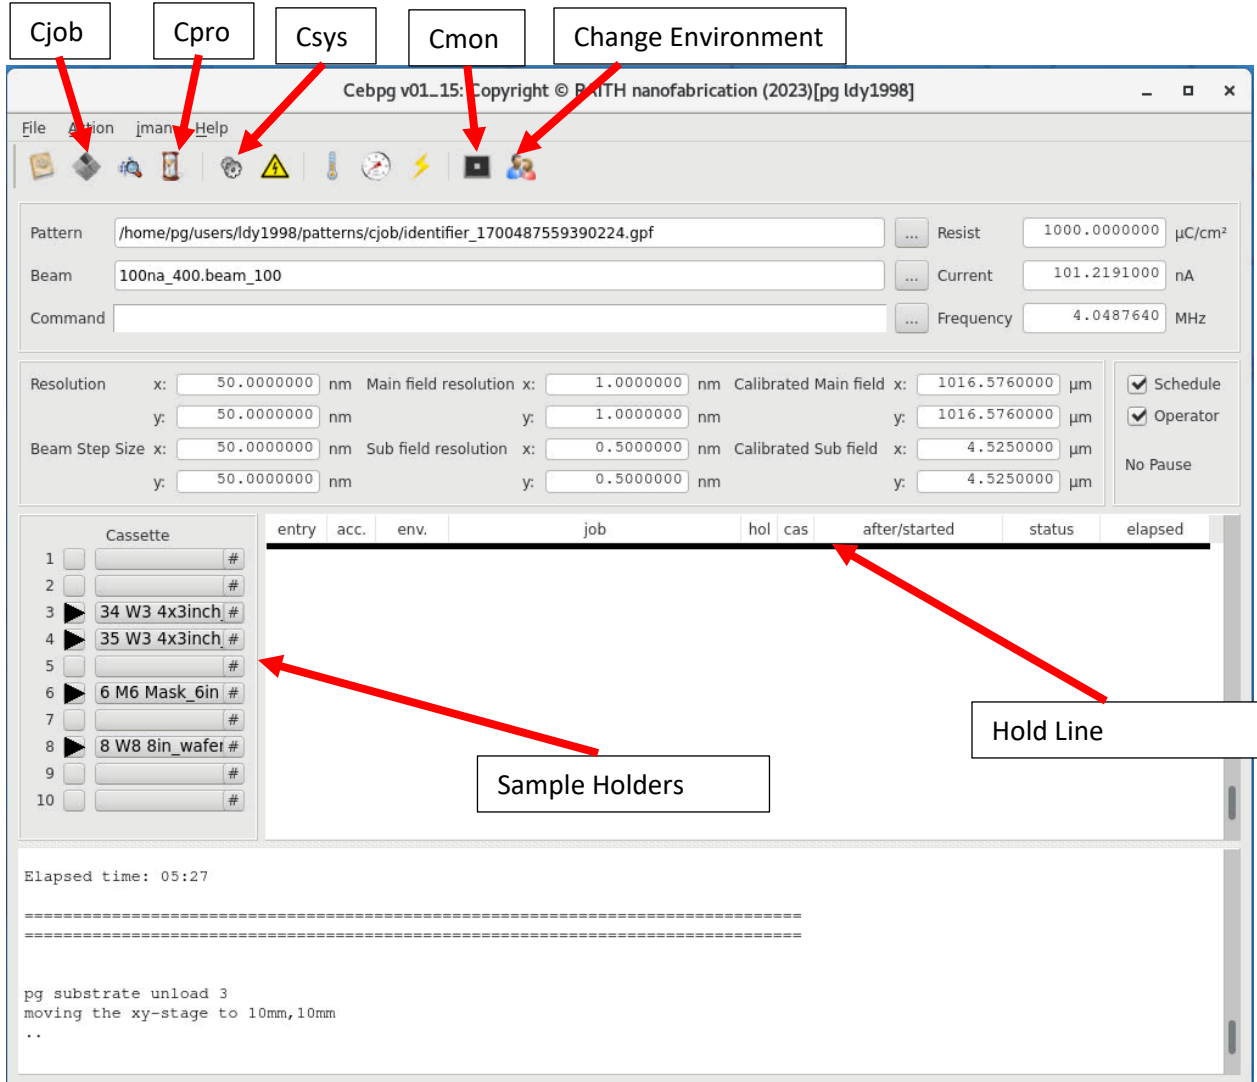 Cjob Cpro Csys Cmon Change Environment
Cebpg v01_15: Copyright © RAITH nanofabrication (2023)[pg ldy1998]
File Action jman Help
Pattern /home/pg/users/ldy1998/patterns/cjob/identifier_1700487559390224.gpf ... Resist 1000.0000000 µC/cm²
Beam 100na_400.beam_100 ... Current 101.2191000 nA
Command ... Frequency 4.0487640 MHz
Resolution x: 50.0000000 nm Main field resolution x: 1.0000000 nm Calibrated Main field x: 1016.5760000 µm Schedule
y: 50.0000000 nm y: 1.0000000 nm y: 1016.5760000 µm Operator
Beam Step Size x: 50.0000000 nm Sub field resolution x: 0.5000000 nm Calibrated Sub field x: 4.5250000 µm
No Pause
y: 50.0000000 nm y: 0.5000000 nm y: 4.5250000 µm
Cassette entry acc. env. job hol cas after/started status elapsed
1 #
2 #
3 34 W3 4x3inch #
4 35 W3 4x3inch #
5 #
6 6 M6 Mask_6in #
7 #
8 8 W8 8in_wafer #
9 #
10 #
Hold Line
Sample Holders
Elapsed time: 05:27
================================================================================
================================================================================
pg substrate unload 3
moving the xy-stage to 10mm,10mm
..